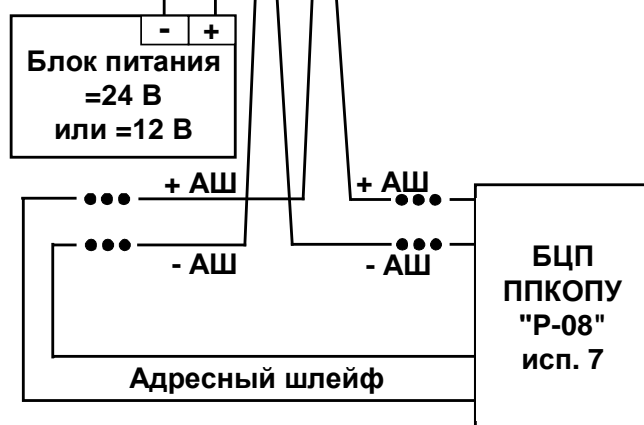 - +
Блок питания
=24 В
или =12 В
+ АШ
+ АШ
- АШ
- АШ
БЦП
ППКОПУ
"Р-08"
исп. 7
Адресный шлейф